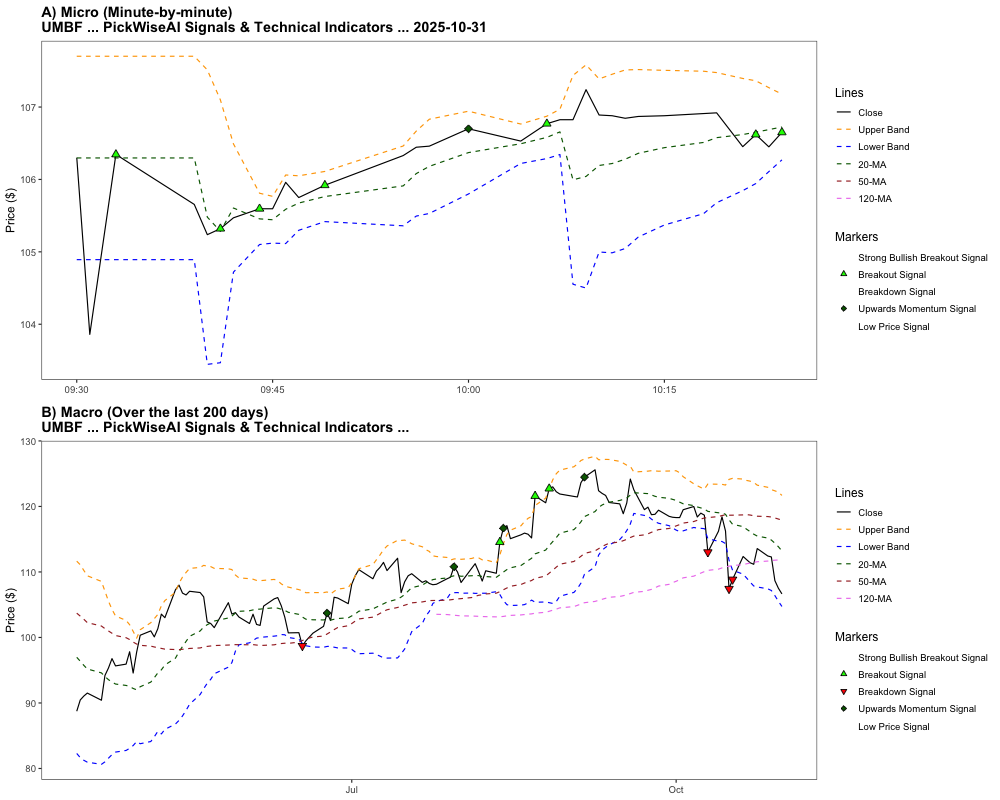 A) Micro (Minute-by-minute)
UMBF ... PickWiseAI Signals & Technical Indicators ... 2025-10-31
Price ($)
107
106
105
104
09:30
09:45
10:00
10:15
Lines
Close
Upper Band
Lower Band
20-MA
50-MA
120-MA
Markers
Strong Bullish Breakout Signal
Breakout Signal
Breakdown Signal
Upwards Momentum Signal
Low Price Signal
B) Macro (Over the last 200 days)
UMBF ... PickWiseAI Signals & Technical Indicators ...
Price ($)
130
120
110
100
90
80
Jul
Oct
Lines
Close
Upper Band
Lower Band
20-MA
50-MA
120-MA
Markers
Strong Bullish Breakout Signal
Breakout Signal
Breakdown Signal
Upwards Momentum Signal
Low Price Signal